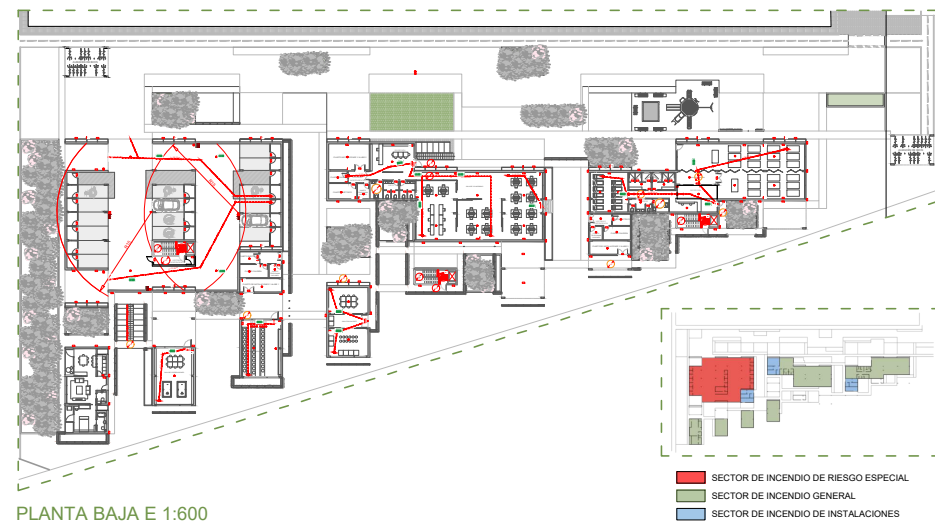 SECTOR DE INCENDIO DE RIESGO ESPECIAL
SECTOR DE INCENDIO GENERAL
SECTOR DE INCENDIO DE INSTALACIONES
PLANTA BAJA E 1:600